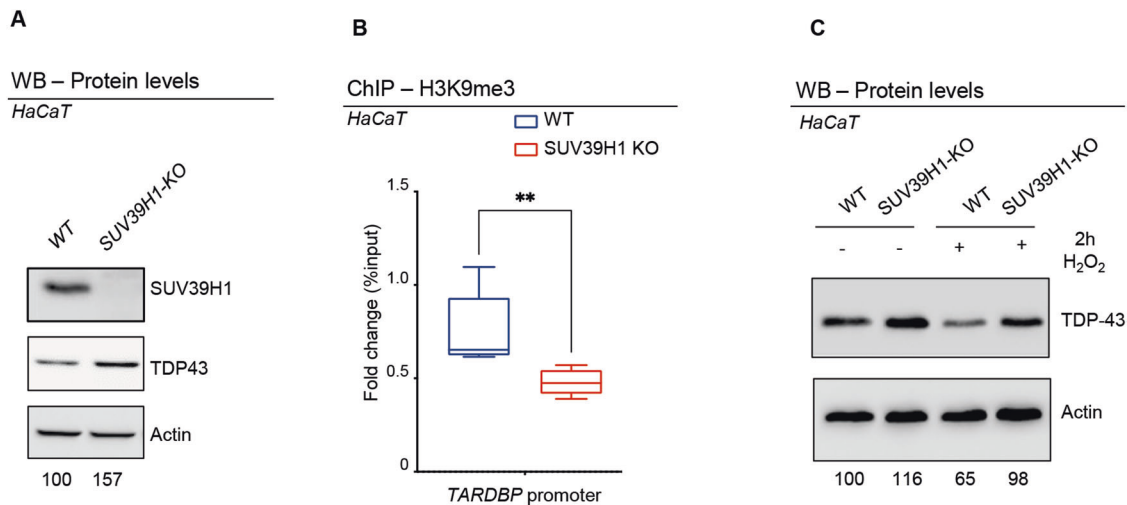 A
WB – Protein levels
HaCaT
WT
SUV39H1-KO
SUV39H1
TDP43
Actin
100 157
B
ChIP – H3K9me3
HaCaT
WT
SUV39H1 KO
**
Fold change (%input)
1.5
1.0
0.5
0
TARDBP promoter
C
WB – Protein levels
HaCaT
WT SUV39H1-KO WT SUV39H1-KO
- - + + 2h
H₂O₂
TDP-43
Actin
100 116 65 98